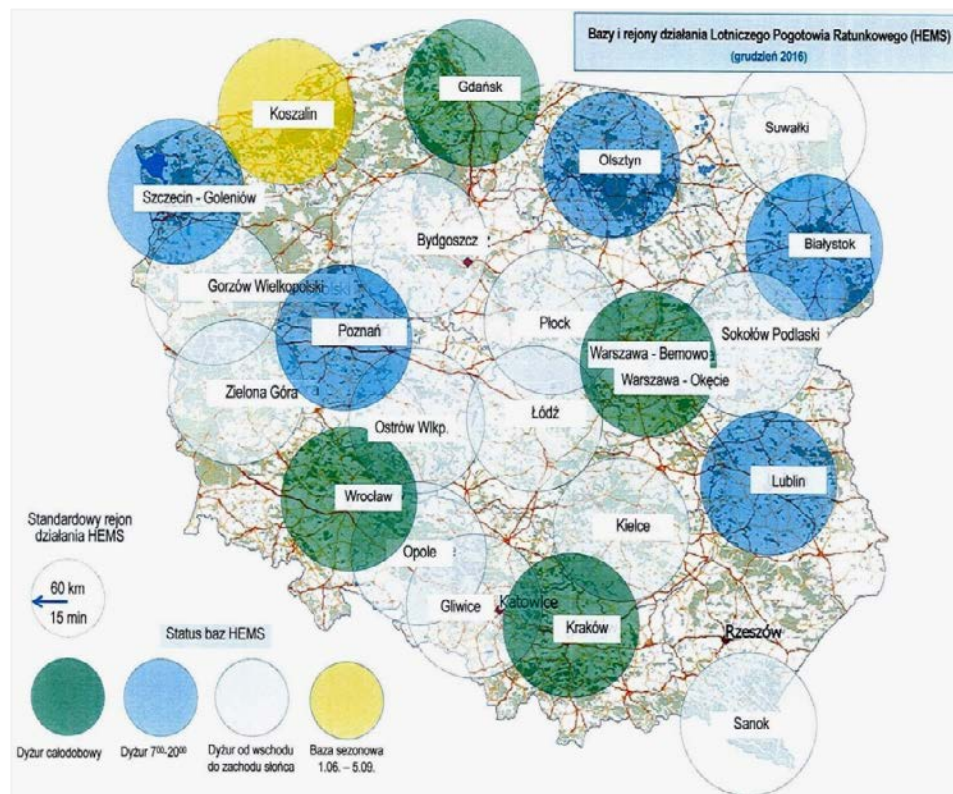 Bazy i rejony działania Lotniczego Pogotowia Ratunkowego (HEMS)
(grudzień 2016)
Gdańsk
Koszalin
Suwałki
Olsztyn
Szczecin - Goleniów
Białystok
Bydgoszcz
Gorzów Wielkopolski
Płock
Poznań
Sokołów Podlaski
Warszawa - Bemowo
Warszawa - Okęcie
Zielona Góra
Łódź
Ostrów Wlkp.
Lublin
Wrocław
Kielce
Opole
Gliwice
Katowice
Kraków
Rzeszów
Sanok
Standardowy rejon
działania HEMS
60 km
15 min
Status baz HEMS
Dyżur całodobowy
Dyżur 7⁰⁰-20⁰⁰
Dyżur od wschodu
do zachodu słońca
Baza sezonowa
1.06. – 5.09.